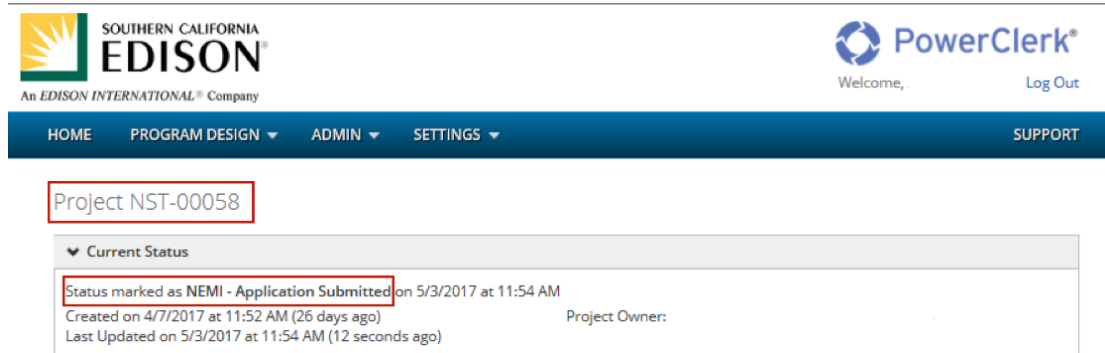 SOUTHERN CALIFORNIA
EDISON®
An EDISON INTERNATIONAL® Company
PowerClerk®
Welcome, Log Out
HOME PROGRAM DESIGN ADMIN SETTINGS SUPPORT
Project NST-00058
Current Status
Status marked as NEMI - Application Submitted on 5/3/2017 at 11:54 AM
Created on 4/7/2017 at 11:52 AM (26 days ago) Project Owner:
Last Updated on 5/3/2017 at 11:54 AM (12 seconds ago)